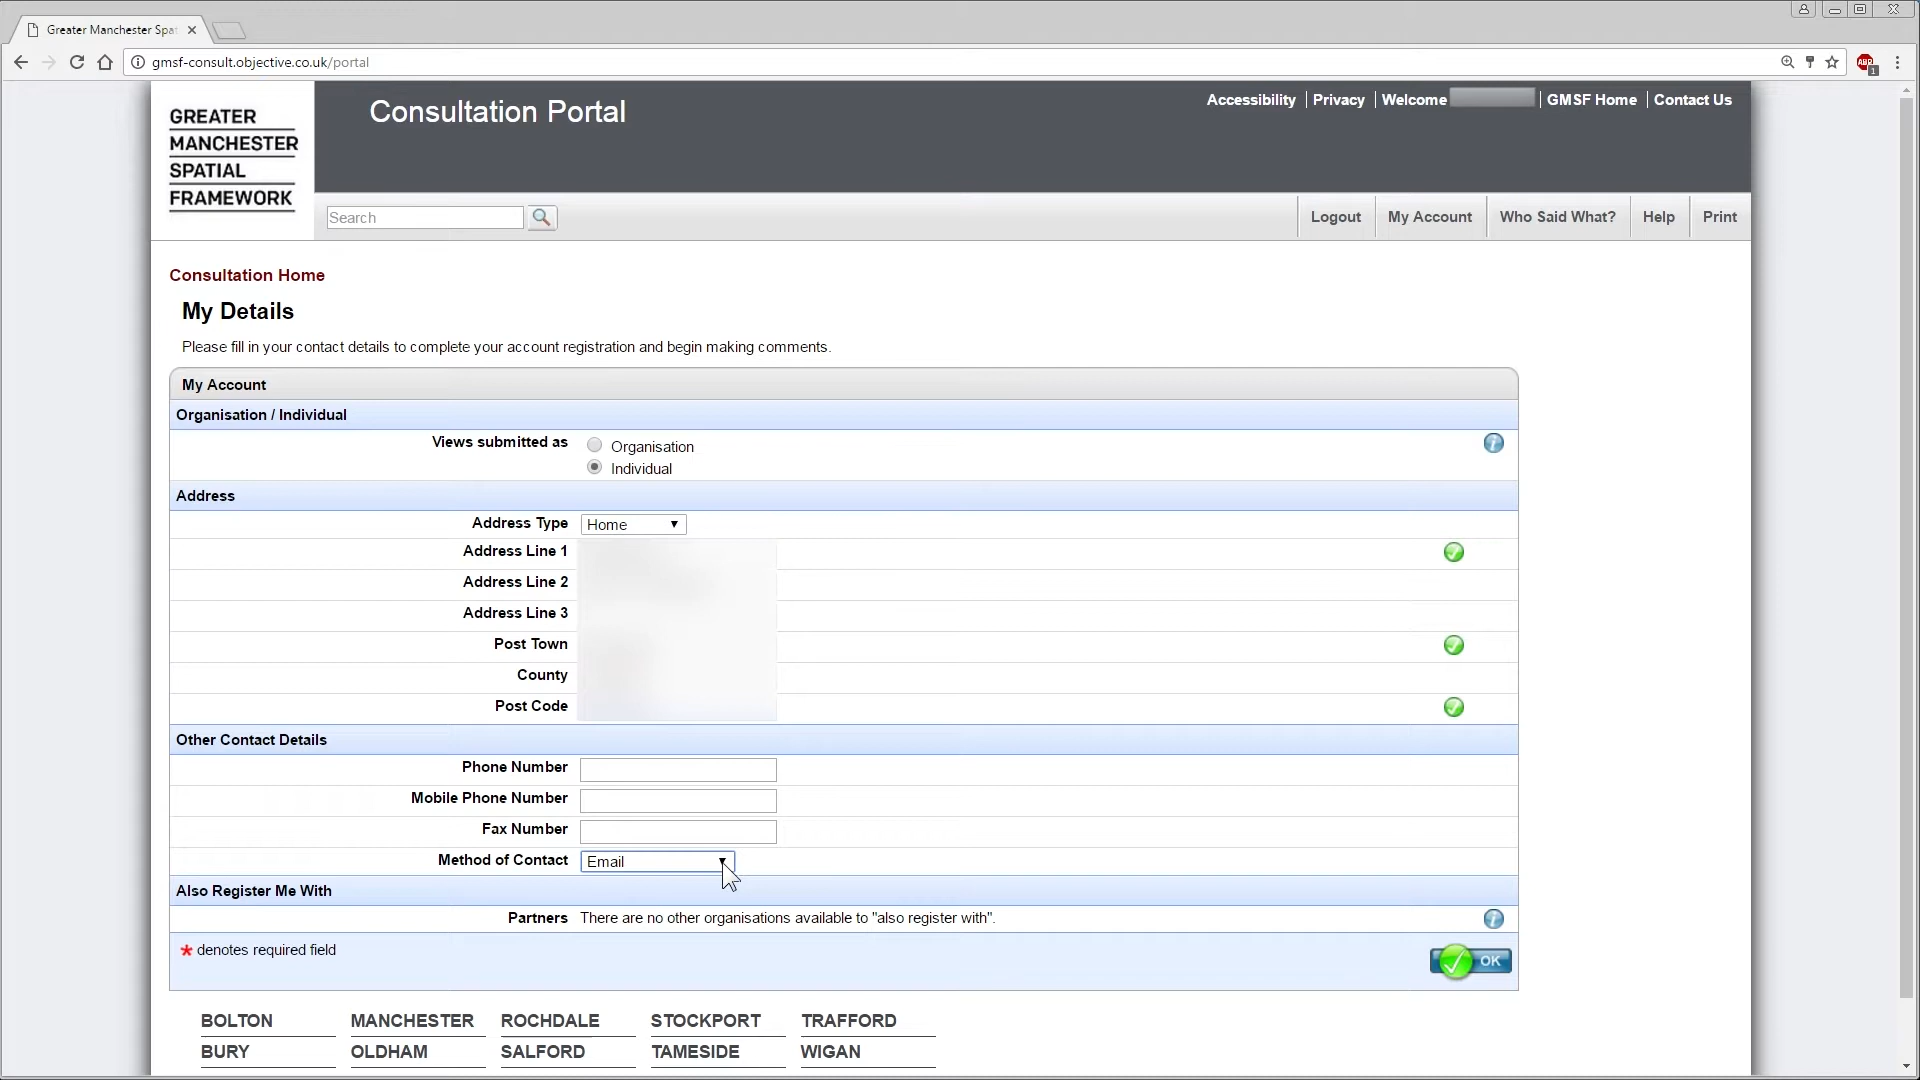 Greater Manchester Spat
gmsf-consult.objective.co.uk/portal
ABP
1
GREATER
MANCHESTER
SPATIAL
FRAMEWORK
Consultation Portal
Accessibility Privacy Welcome GMSF Home Contact Us
Search
Logout My Account Who Said What? Help Print
Consultation Home
My Details
Please fill in your contact details to complete your account registration and begin making comments.
My Account
Organisation / Individual
Views submitted as Organisation
Individual
Address
Address Type Home
Address Line 1
Address Line 2
Address Line 3
Post Town
County
Post Code
Other Contact Details
Phone Number
Mobile Phone Number
Fax Number
Method of Contact Email
Also Register Me With
Partners There are no other organisations available to "also register with".
* denotes required field
OK
BOLTON MANCHESTER ROCHDALE STOCKPORT TRAFFORD
BURY OLDHAM SALFORD TAMESIDE WIGAN